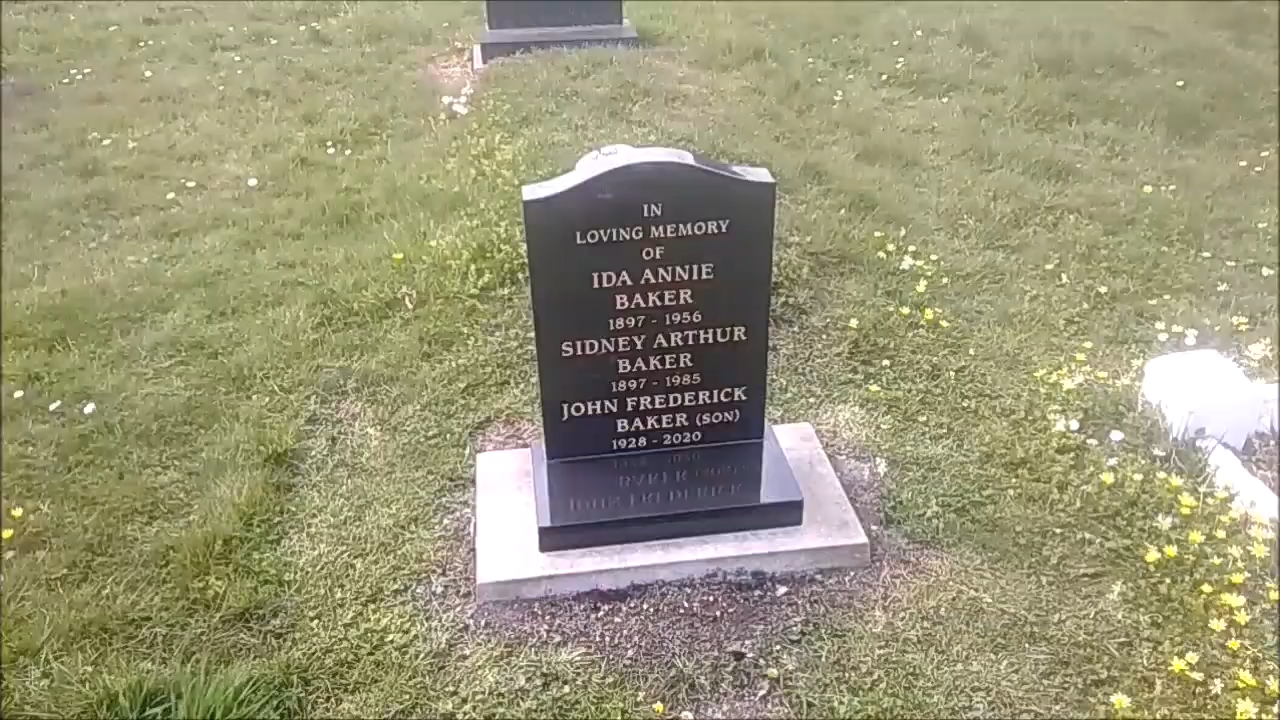 IN
LOVING MEMORY
OF
IDA ANNIE
BAKER
1897 - 1956
SIDNEY ARTHUR
BAKER
1897 - 1985
JOHN FREDERICK
BAKER (SON)
1928 - 2020